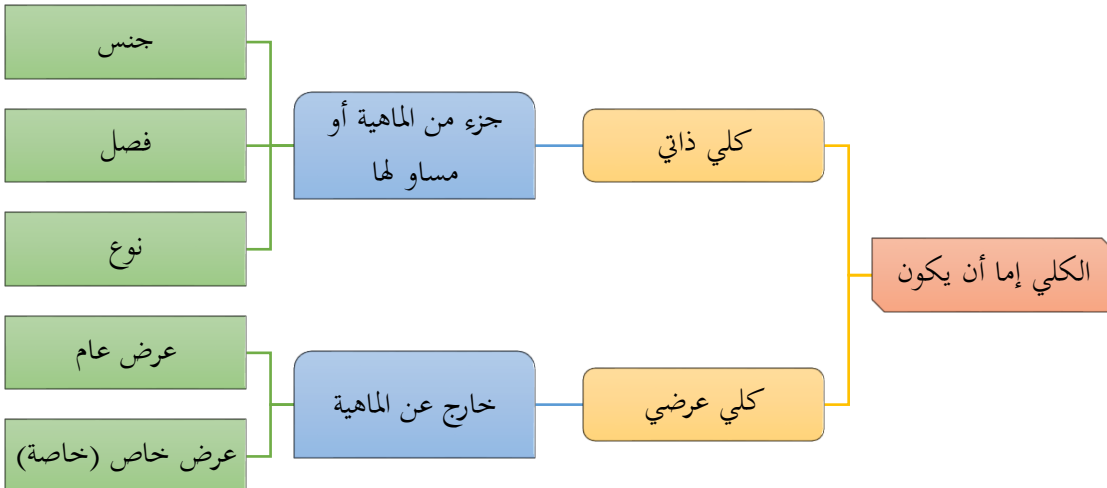 الكلي إما أن يكون
كلي ذاتي
جزء من الماهية أو
مساو لها
جنس
فصل
نوع
كلي عرضي
خارج عن الماهية
عرض عام
عرض خاص (خاصة)